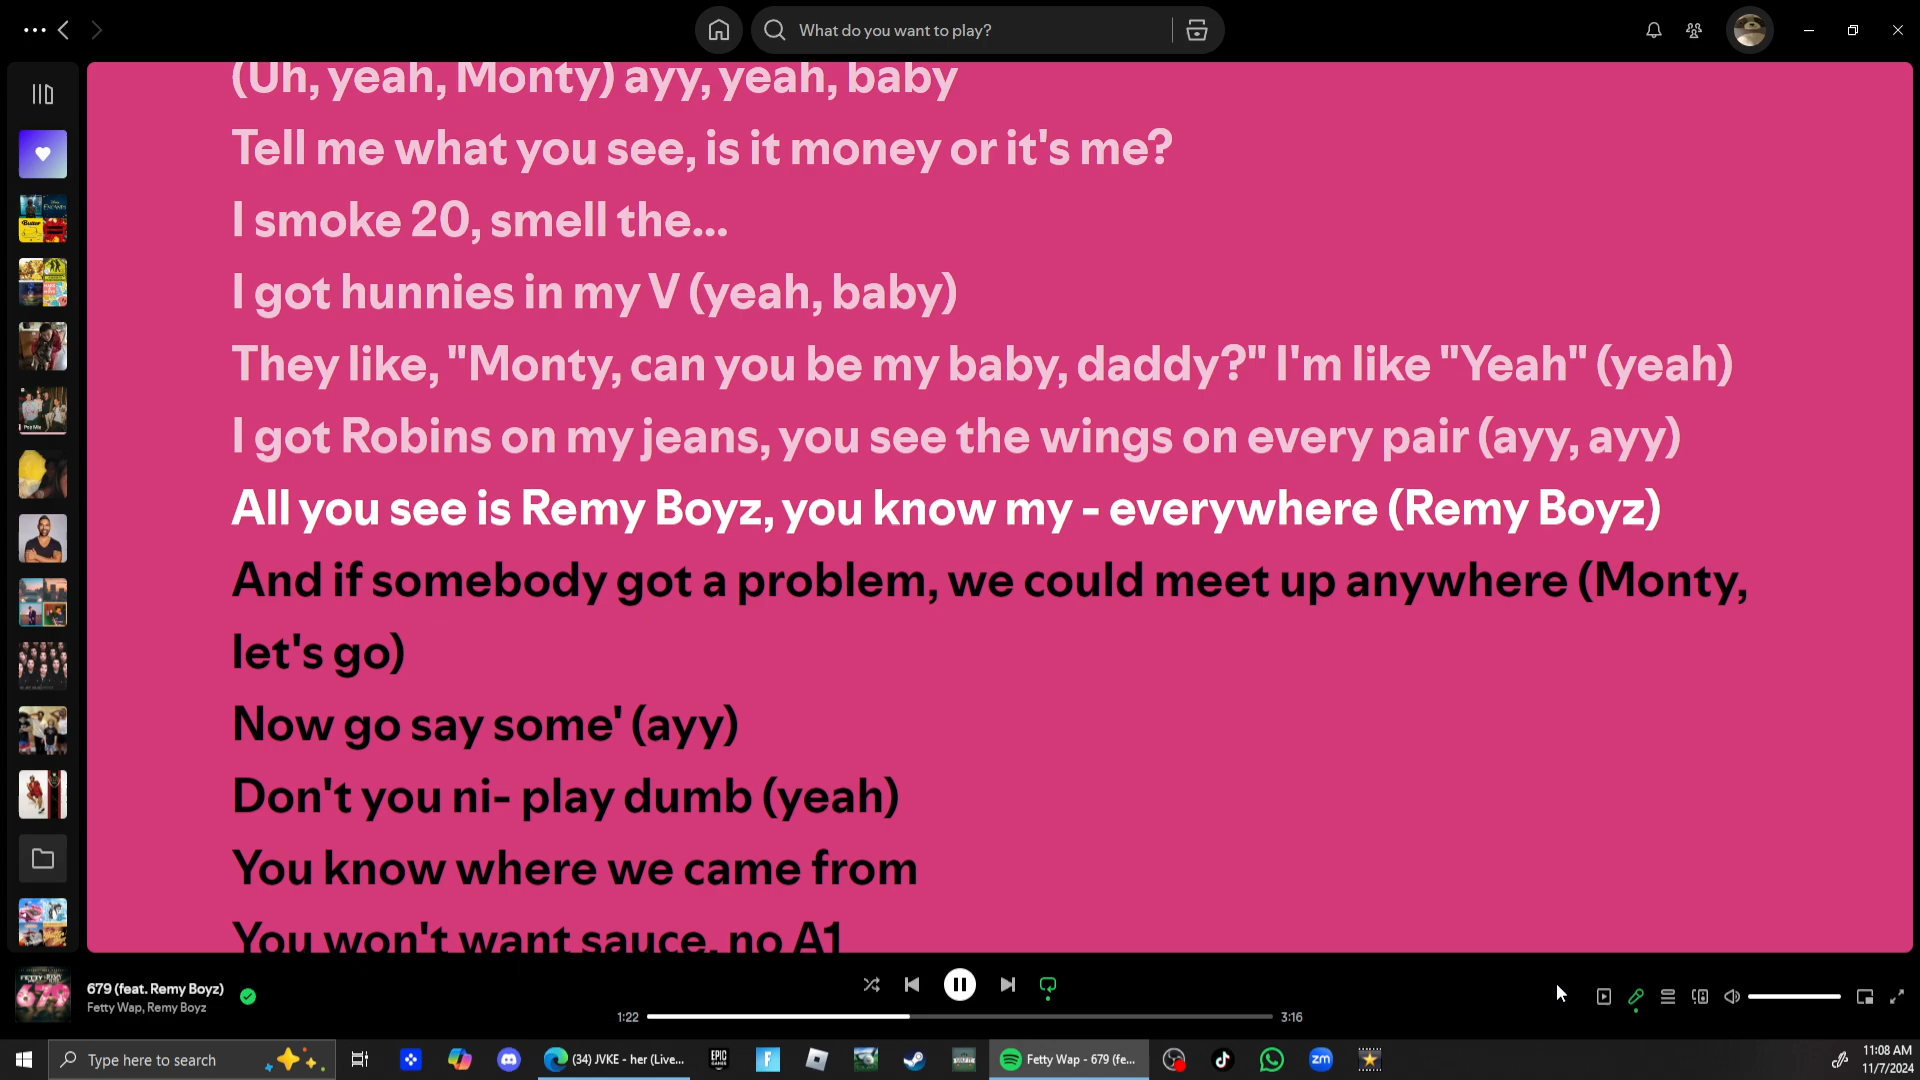 What do you want to play?
(Uh, yeah, Monty) ayy, yeah, baby
Tell me what you see, is it money or it's me?
I smoke 20, smell the...
I got hunnies in my V (yeah, baby)
They like, "Monty, can you be my baby, daddy?" I'm like "Yeah" (yeah)
I got Robins on my jeans, you see the wings on every pair (ayy, ayy)
All you see is Remy Boyz, you know my - everywhere (Remy Boyz)
And if somebody got a problem, we could meet up anywhere (Monty,
let's go)
Now go say some' (ayy)
Don't you ni- play dumb (yeah)
You know where we came from
You won't want sauce, no A1
679 (feat. Remy Boyz)
Fetty Wap, Remy Boyz
1:22
3:16
Type here to search
(34) JVKE - her (Live...
EPIC GAMES
Fetty Wap - 679 (fe...
zm
11:08 AM
11/7/2024